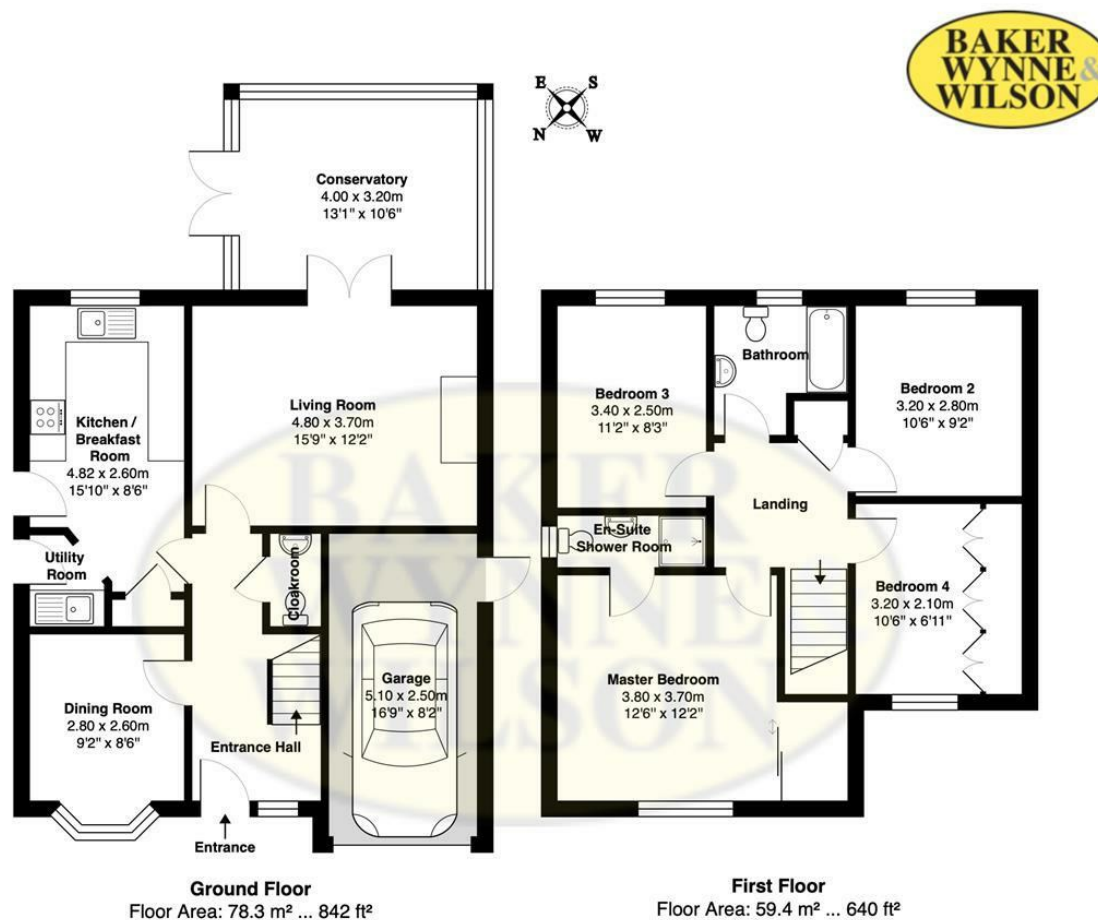 BAKER
WYNNE &
WILSON
E S
N W
Conservatory
4.00 x 3.20m
13'1" x 10'6"
Living Room
4.80 x 3.70m
15'9" x 12'2"
Kitchen /
Breakfast
Room
4.82 x 2.60m
15'10" x 8'6"
Utility
Room
Cloakroom
Dining Room
2.80 x 2.60m
9'2" x 8'6"
Entrance Hall
Garage
5.10 x 2.50m
16'9" x 8'2"
Entrance
Ground Floor
Floor Area: 78.3 m² ... 842 ft²
Bedroom 3
3.40 x 2.50m
11'2" x 8'3"
Bathroom
Bedroom 2
3.20 x 2.80m
10'6" x 9'2"
Landing
En-Suite
Shower Room
Bedroom 4
3.20 x 2.10m
10'6" x 6'11"
Master Bedroom
3.80 x 3.70m
12'6" x 12'2"
First Floor
Floor Area: 59.4 m² ... 640 ft²
BAKER
WYNNE &
WILSON